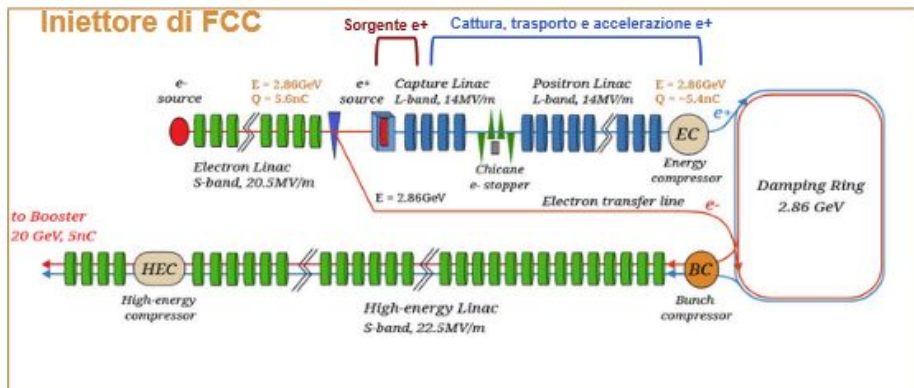 Iniettore di FCC
Sorgente e+
Cattura, trasporto e accelerazione e+
e-
source
E = 2.86GeV
Q = 5.6nC
e+
source
Capture Linac
L-band, 14MV/m
Positron Linac
L-band, 14MV/m
E = 2.86GeV
Q = ~5.4nC
e+
EC
Energy
compressor
Electron Linac
S-band, 20.5MV/m
Chicane
e- stopper
E = 2.86GeV
Electron transfer line
e-
Damping Ring
2.86 GeV
to Booster
20 GeV, 5nC
HEC
High-energy
compressor
High-energy Linac
S-band, 22.5MV/m
BC
Bunch
compressor